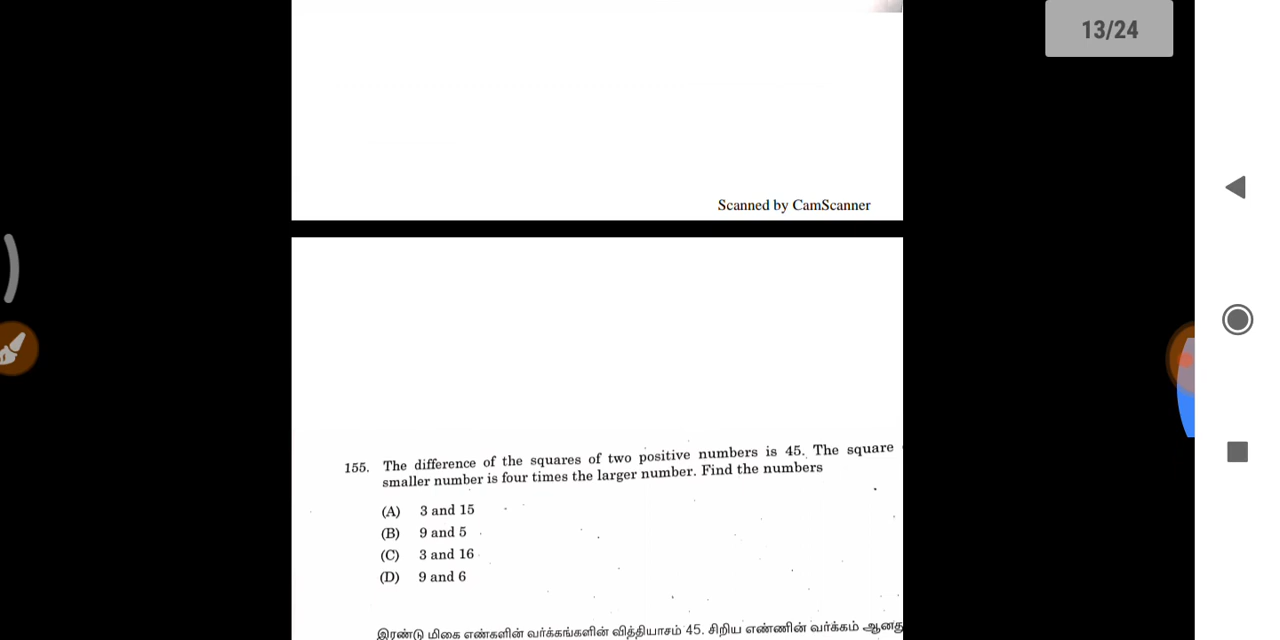 13/24
Scanned by CamScanner
155. The difference of the squares of two positive numbers is 45. The square
smaller number is four times the larger number. Find the numbers
(A) 3 and 15
(B) 9 and 5
(C) 3 and 16
(D) 9 and 6
இரண்டு மிகை எண்களின் வர்க்கங்களின் வித்தியாசம் 45. சிறிய எண்ணின் வர்க்கம் ஆனது